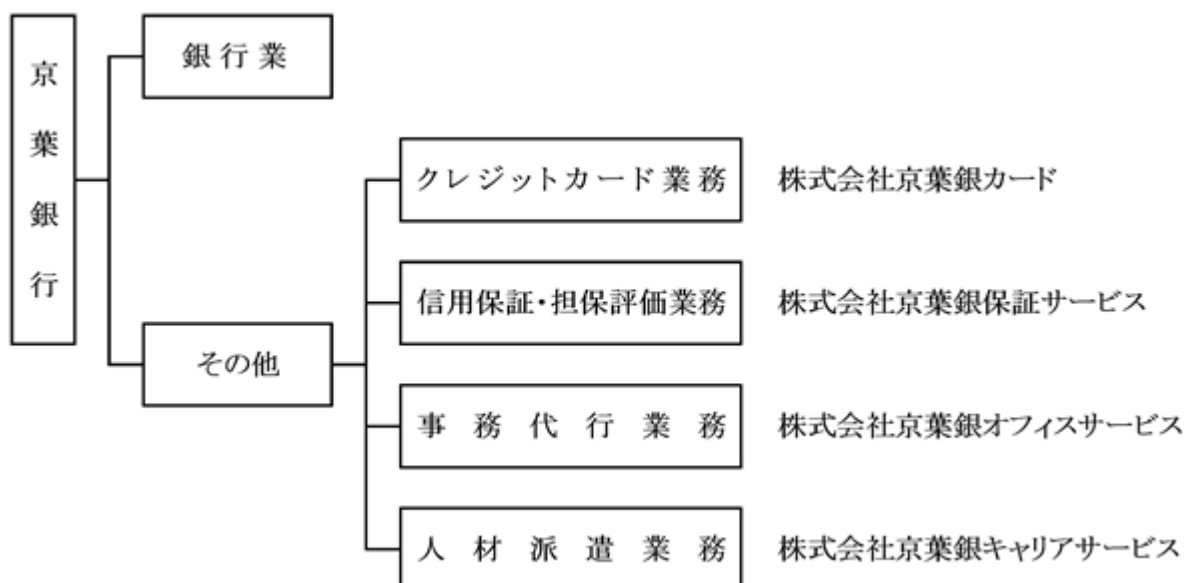 京葉銀行
銀行業
クレジットカード業務 株式会社京葉銀カード
信用保証・担保評価業務 株式会社京葉銀保証サービス
その他
事務代行業務 株式会社京葉銀オフィスサービス
人材派遣業務 株式会社京葉銀キャリアサービス